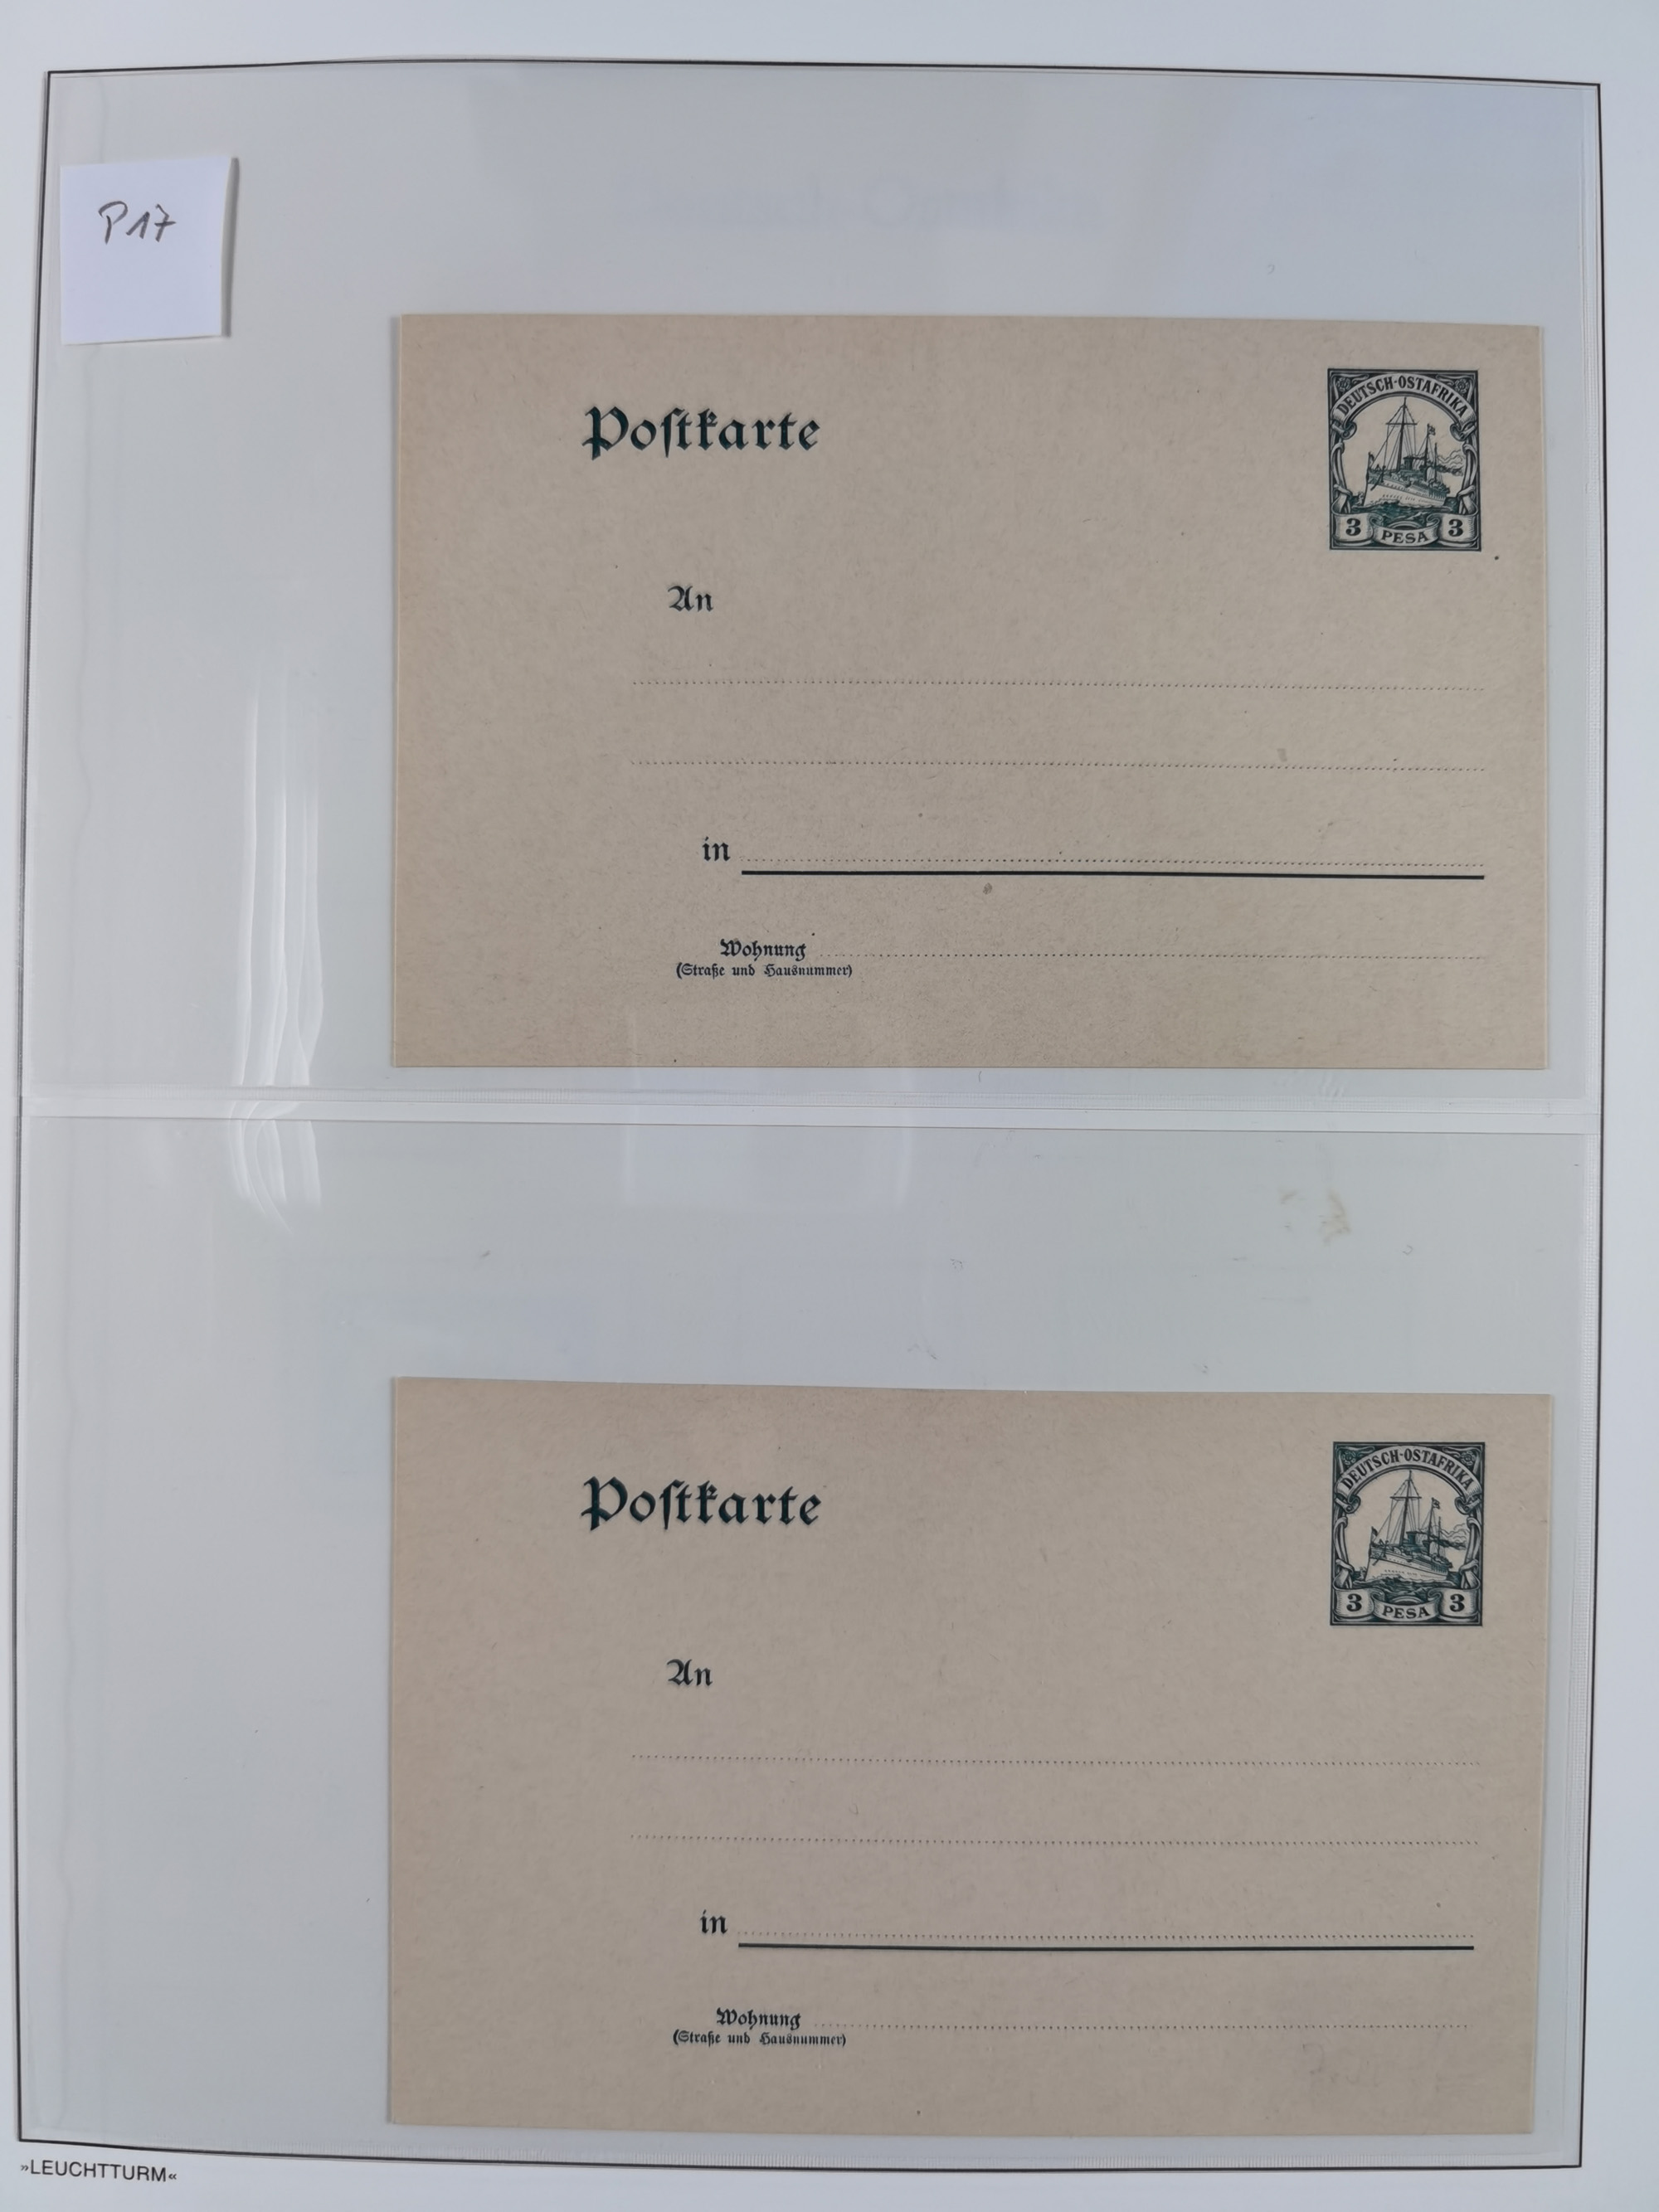 P17
Postkarte
DEUTSCH-OSTAFRIKA
3 PESA 3
An
in
Wohnung
(Straße und Hausnummer)
Postkarte
DEUTSCH-OSTAFRIKA
3 PESA 3
An
in
Wohnung
(Straße und Hausnummer)
»LEUCHTTURM«